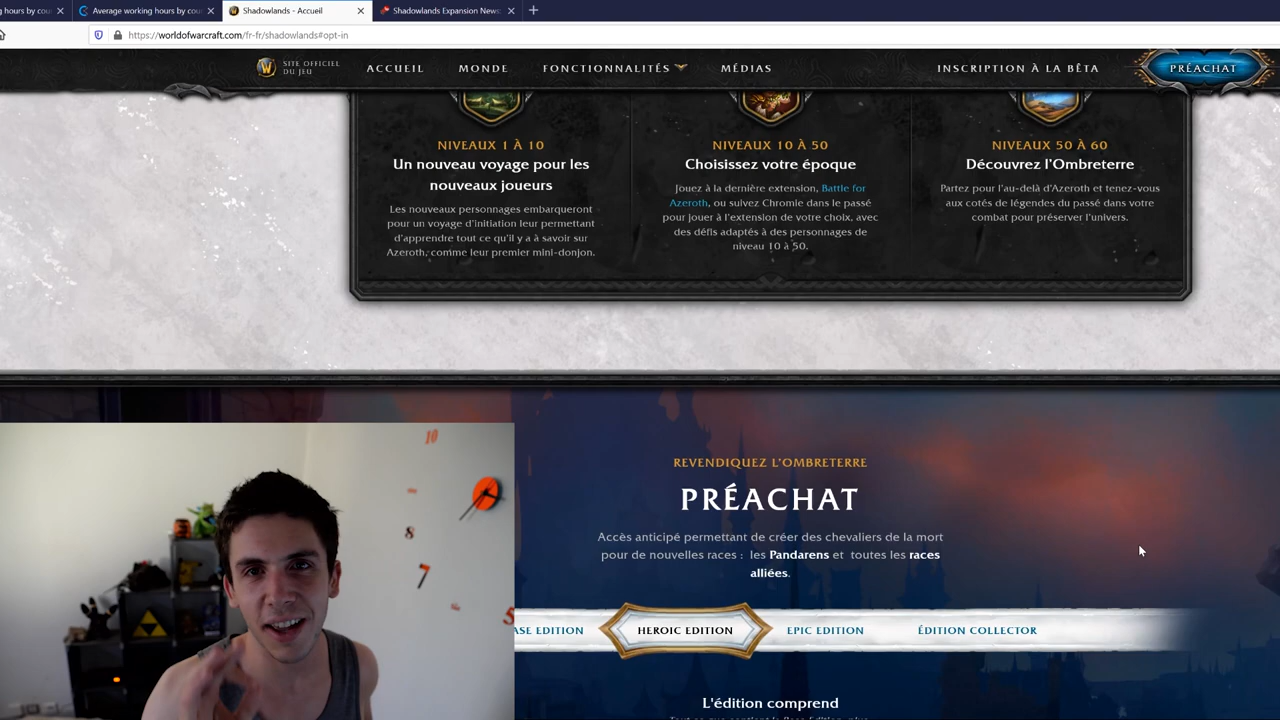 g hours by cou
Average working hours by cou
Shadowlands - Accueil
Shadowlands Expansion News:
https://worldofwarcraft.com/fr-fr/shadowlands#opt-in
W
SITE OFFICIEL
DU JEU
ACCUEIL
MONDE
FONCTIONNALITÉS
MÉDIAS
INSCRIPTION À LA BÊTA
PRÉACHAT
NIVEAUX 1 À 10
Un nouveau voyage pour les
nouveaux joueurs
Les nouveaux personnages embarqueront
pour un voyage d'initiation leur permettant
d'apprendre tout ce qu'il y a à savoir sur
Azeroth, comme leur premier mini-donjon.
NIVEAUX 10 À 50
Choisissez votre époque
Jouez à la dernière extension, Battle for
Azeroth, ou suivez Chromie dans le passé
pour jouer à l'extension de votre choix, avec
des défis adaptés à des personnages de
niveau 10 à 50.
NIVEAUX 50 À 60
Découvrez l'Ombreterre
Partez pour l'au-delà d'Azeroth et tenez-vous
aux cotés de légendes du passé dans votre
combat pour préserver l'univers.
REVENDIQUEZ L'OMBRETERRE
PRÉACHAT
Accès anticipé permettant de créer des chevaliers de la mort
pour de nouvelles races : les Pandarens et toutes les races
alliées.
ASE EDITION
HEROIC EDITION
EPIC EDITION
ÉDITION COLLECTOR
L'édition comprend
10
8
7
5